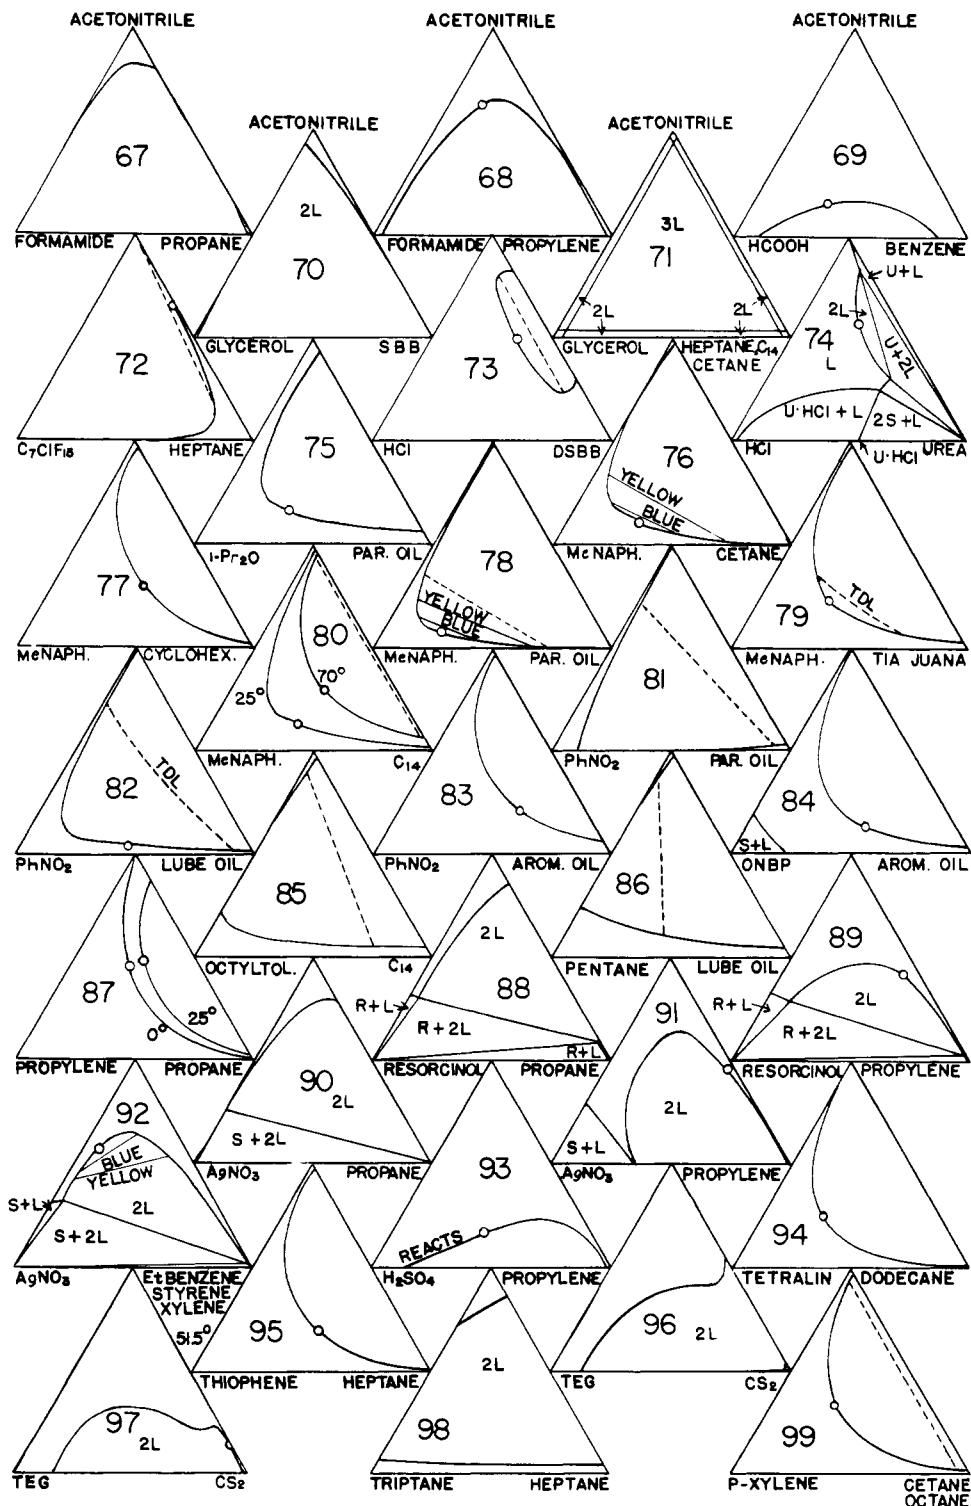 ACETONITRILE ACETONITRILE ACETONITRILE
67 68 69
ACETONITRILE ACETONITRILE
FORMAMIDE PROPANE FORMAMIDE PROPYLENE HCOOH BENZENE
2L
70
3L
71
2L 2L
GLYCEROL SBB GLYCEROL HEPTANE, C14
CETANE
72 73 74
U+L
2L
U+2L
L
U·HCl + L
2S+L
C7ClF15 HEPTANE HCl DSBB HCl U·HCl UREA
75 76
YELLOW
BLUE
i-Pr2O PAR. OIL MeNAPH. CETANE
77 78 79
YELLOW
BLUE
TDL
MeNAPH. CYCLOHEX. MeNAPH. PAR. OIL MeNAPH. TIA JUANA
80 81
25° 70°
MeNAPH. C14 PhNO2 PAR. OIL
82 83 84
TDL
S+L
PhNO2 LUBE OIL PhNO2 AROM. OIL ONBP AROM. OIL
85 86
OCTYLTOL. C14 PENTANE LUBE OIL
87 88 89
0° 25°
2L
R+L
R+2L
R+L
R+L
2L
R+2L
PROPYLENE PROPANE RESORCINOL PROPANE RESORCINOL PROPYLENE
90 2L
S+2L
91
2L
S+L
AgNO3 PROPANE AgNO3 PROPYLENE
92 93 94
BLUE
YELLOW
S+L 2L
S+2L
REACTS
AgNO3 EtBENZENE
STYRENE
XYLENE
51.5°
H2SO4 PROPYLENE TETRALIN DODECANE
95 96 2L
THIOPHENE HEPTANE TEG CS2
97 2L
2L
98 99
TEG CS2 TRIPTANE HEPTANE P-XYLENE CETANE
OCTANE